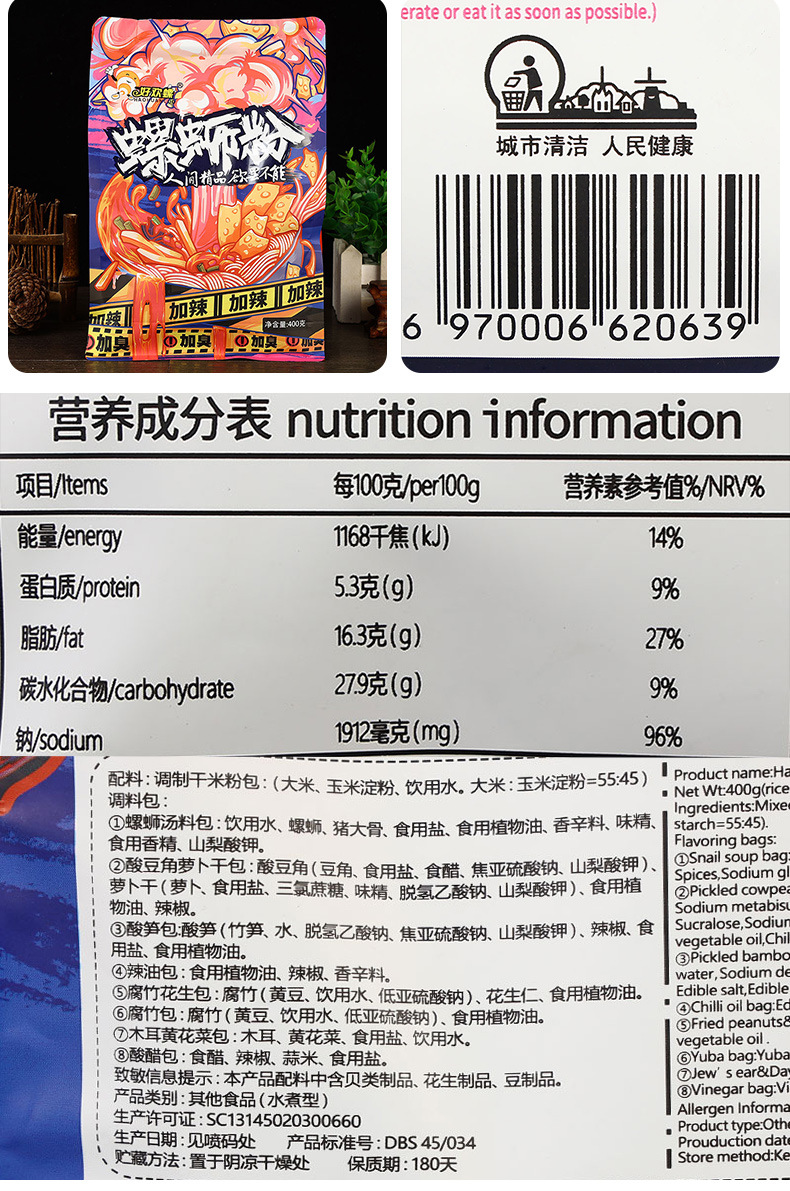 好欢螺
HAOHUANLUO
螺蛳粉
人间精品欲罢不能
加辣 加辣 加辣 加辣
净含量:400克
加臭 加臭 加臭 加臭
erate or eat it as soon as possible.)
城市清洁 人民健康
6 970006 620639
营养成分表 nutrition information
项目/Items 每100克/per100g 营养素参考值%/NRV%
能量/energy 1168千焦(kJ) 14%
蛋白质/protein 5.3克(g) 9%
脂肪/fat 16.3克(g) 27%
碳水化合物/carbohydrate 27.9克(g) 9%
钠/sodium 1912毫克(mg) 96%
配料:调制干米粉包:(大米、玉米淀粉、饮用水。大米:玉米淀粉=55:45)
调料包:
①螺蛳汤料包:饮用水、螺蛳、猪大骨、食用盐、食用植物油、香辛料、味精、
食用香精、山梨酸钾。
②酸豆角萝卜干包:酸豆角(豆角、食用盐、食醋、焦亚硫酸钠、山梨酸钾)、
萝卜干(萝卜、食用盐、三氯蔗糖、味精、脱氢乙酸钠、山梨酸钾)、食用植
物油、辣椒。
③酸笋包:酸笋(竹笋、水、脱氢乙酸钠、焦亚硫酸钠、山梨酸钾)、辣椒、食
用盐、食用植物油。
④辣油包:食用植物油、辣椒、香辛料。
⑤腐竹花生包:腐竹(黄豆、饮用水、低亚硫酸钠)、花生仁、食用植物油。
⑥腐竹包:腐竹(黄豆、饮用水、低亚硫酸钠)、食用植物油。
⑦木耳黄花菜包:木耳、黄花菜、食用盐、饮用水。
⑧酸醋包:食醋、辣椒、蒜米、食用盐。
致敏信息提示:本产品配料中含贝类制品、花生制品、豆制品。
产品类别:其他食品(水煮型)
生产许可证:SC13145020300660
生产日期:见喷码处 产品标准号:DBS 45/034
贮藏方法:置于阴凉干燥处 保质期:180天
Product name:Ha
Net Wt:400g(rice
Ingredients:Mixed
starch=55:45).
Flavoring bags:
①Snail soup bag:
Spices,Sodium gl
②Pickled cowpea
Sodium metabisu
Sucralose,Sodium
vegetable oil,Chil
③Pickled bambo
water,Sodium de
Edible salt,Edible
④Chilli oil bag:Ed
⑤Fried peanuts&
vegetable oil .
⑥Yuba bag:Yuba
⑦Jew's ear&Day
⑧Vinegar bag:Vi
Allergen Informa
Product type:Othe
Prouduction date
Store method:Ke